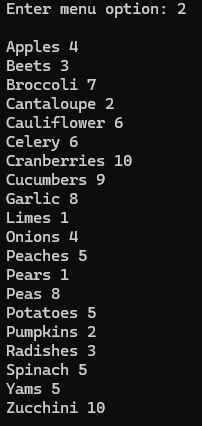 Enter menu option: 2
Apples 4
Beets 3
Broccoli 7
Cantaloupe 2
Cauliflower 6
Celery 6
Cranberries 10
Cucumbers 9
Garlic 8
Limes 1
Onions 4
Peaches 5
Pears 1
Peas 8
Potatoes 5
Pumpkins 2
Radishes 3
Spinach 5
Yams 5
Zucchini 10